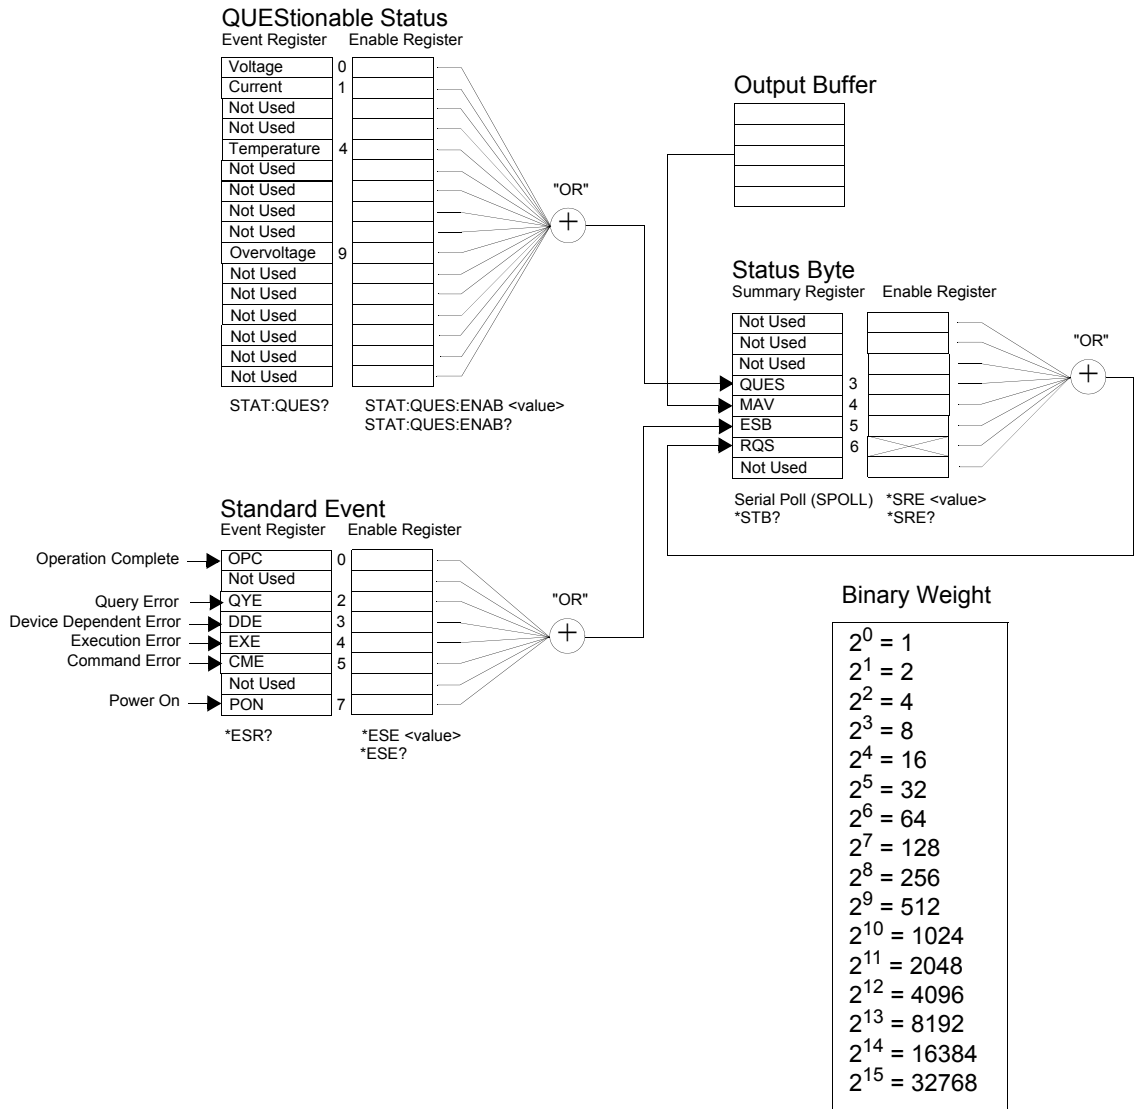 QUEStionable Status
Event Register Enable Register
Voltage 0
Current 1
Not Used
Not Used
Temperature 4
Not Used
Not Used
Not Used
Not Used
Overvoltage 9
Not Used
Not Used
Not Used
Not Used
Not Used
Not Used
"OR"
+
STAT:QUES? STAT:QUES:ENAB <value>
STAT:QUES:ENAB?
Output Buffer
Status Byte
Summary Register Enable Register
Not Used
Not Used
Not Used
QUES 3
MAV 4
ESB 5
RQS 6
Not Used
"OR"
+
Serial Poll (SPOLL) *SRE <value>
*STB? *SRE?
Standard Event
Event Register Enable Register
Operation Complete OPC 0
Not Used
Query Error QYE 2
Device Dependent Error DDE 3
Execution Error EXE 4
Command Error CME 5
Not Used
Power On PON 7
"OR"
+
*ESR? *ESE <value>
*ESE?
Binary Weight
2^0 = 1
2^1 = 2
2^2 = 4
2^3 = 8
2^4 = 16
2^5 = 32
2^6 = 64
2^7 = 128
2^8 = 256
2^9 = 512
2^10 = 1024
2^11 = 2048
2^12 = 4096
2^13 = 8192
2^14 = 16384
2^15 = 32768